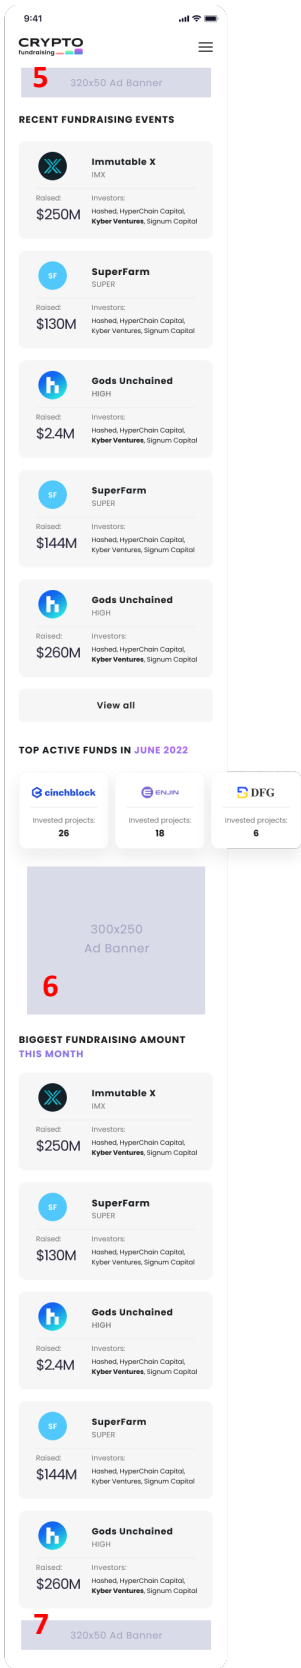 9:41
CRYPTO
fundraising
5
320x50 Ad Banner
RECENT FUNDRAISING EVENTS
Immutable X
IMX
Raised: Investors:
$250M Hashed, HyperChain Capital,
Kyber Ventures, Signum Capital
SF SuperFarm
SUPER
Raised: Investors:
$130M Hashed, HyperChain Capital,
Kyber Ventures, Signum Capital
h Gods Unchained
HIGH
Raised: Investors:
$2.4M Hashed, HyperChain Capital,
Kyber Ventures, Signum Capital
SF SuperFarm
SUPER
Raised: Investors:
$144M Hashed, HyperChain Capital,
Kyber Ventures, Signum Capital
h Gods Unchained
HIGH
Raised: Investors:
$260M Hashed, HyperChain Capital,
Kyber Ventures, Signum Capital
View all
TOP ACTIVE FUNDS IN JUNE 2022
cinchblock ENJIN DFG
Invested projects: Invested projects: Invested projects:
26 18 6
300x250
Ad Banner
6
BIGGEST FUNDRAISING AMOUNT
THIS MONTH
Immutable X
IMX
Raised: Investors:
$250M Hashed, HyperChain Capital,
Kyber Ventures, Signum Capital
SF SuperFarm
SUPER
Raised: Investors:
$130M Hashed, HyperChain Capital,
Kyber Ventures, Signum Capital
h Gods Unchained
HIGH
Raised: Investors:
$2.4M Hashed, HyperChain Capital,
Kyber Ventures, Signum Capital
SF SuperFarm
SUPER
Raised: Investors:
$144M Hashed, HyperChain Capital,
Kyber Ventures, Signum Capital
h Gods Unchained
HIGH
Raised: Investors:
$260M Hashed, HyperChain Capital,
Kyber Ventures, Signum Capital
7
320x50 Ad Banner